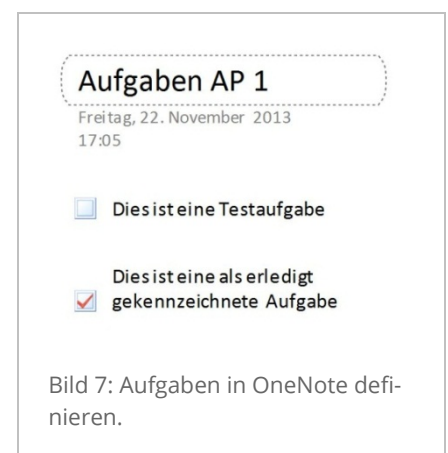 Aufgaben AP 1
Freitag, 22. November 2013
17:05
Dies ist eine Testaufgabe
Dies ist eine als erledigt
gekennzeichnete Aufgabe
Bild 7: Aufgaben in OneNote defi-
nieren.